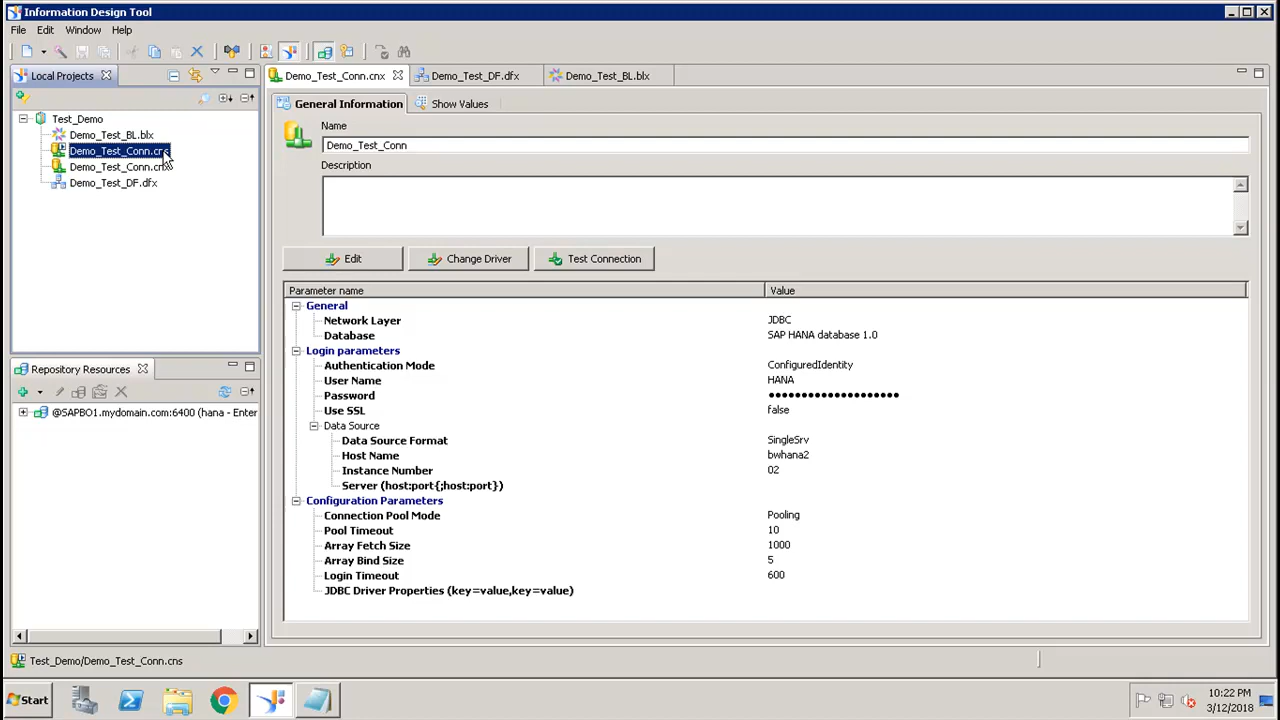 Information Design Tool
File Edit Window Help
Local Projects
Demo_Test_Conn.cnx
Demo_Test_DF.dfx
Demo_Test_BL.blx
Test_Demo
Demo_Test_BL.blx
Demo_Test_Conn.cns
Demo_Test_Conn.cnx
Demo_Test_DF.dfx
General Information
Show Values
Name
Demo_Test_Conn
Description
Edit
Change Driver
Test Connection
Parameter name Value
General
Network Layer JDBC
Database SAP HANA database 1.0
Login parameters
Authentication Mode ConfiguredIdentity
User Name HANA
Password ●●●●●●●●●●●●●●●●●●●●
Use SSL false
Data Source
Data Source Format SingleSrv
Host Name bwhana2
Instance Number 02
Server (host:port{;host:port})
Configuration Parameters
Connection Pool Mode Pooling
Pool Timeout 10
Array Fetch Size 1000
Array Bind Size 5
Login Timeout 600
JDBC Driver Properties (key=value,key=value)
Repository Resources
@SAPBO1.mydomain.com:6400 (hana - Enter
Test_Demo/Demo_Test_Conn.cns
Start
10:22 PM
3/12/2018